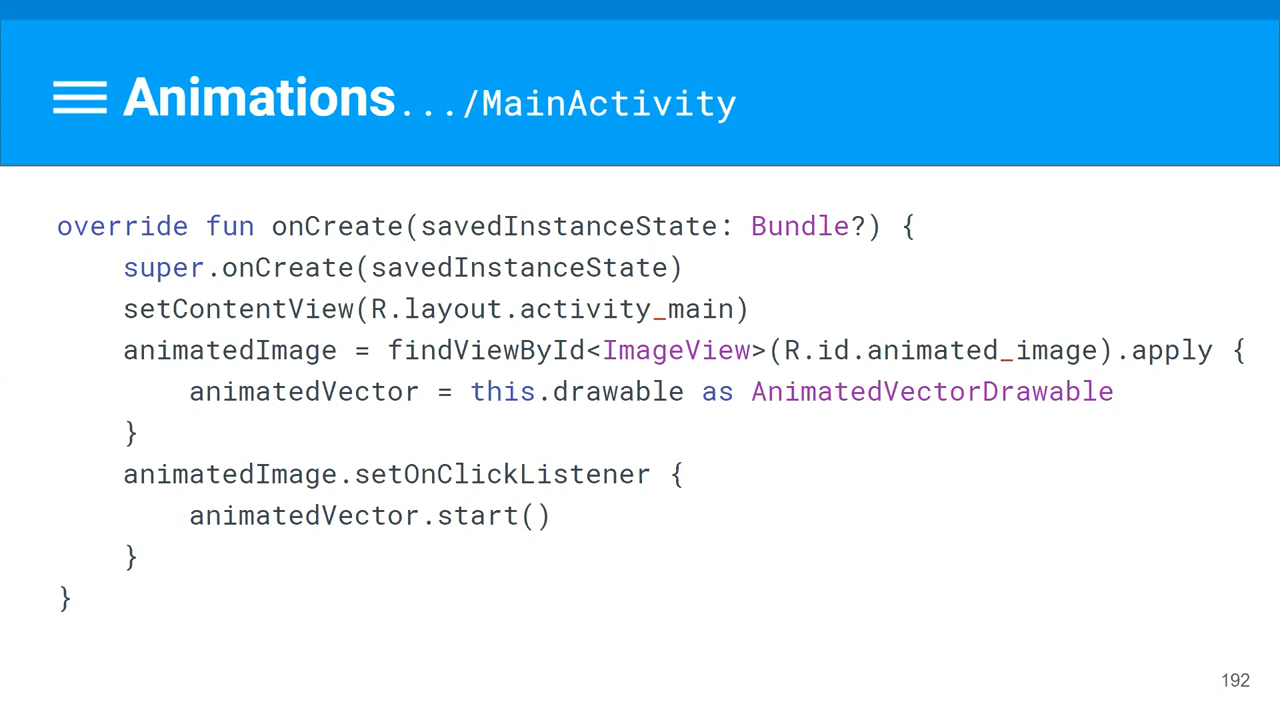 Animations.../MainActivity
override fun onCreate(savedInstanceState: Bundle?) {
    super.onCreate(savedInstanceState)
    setContentView(R.layout.activity_main)
    animatedImage = findViewById<ImageView>(R.id.animated_image).apply {
        animatedVector = this.drawable as AnimatedVectorDrawable
    }
    animatedImage.setOnClickListener {
        animatedVector.start()
    }
}
192